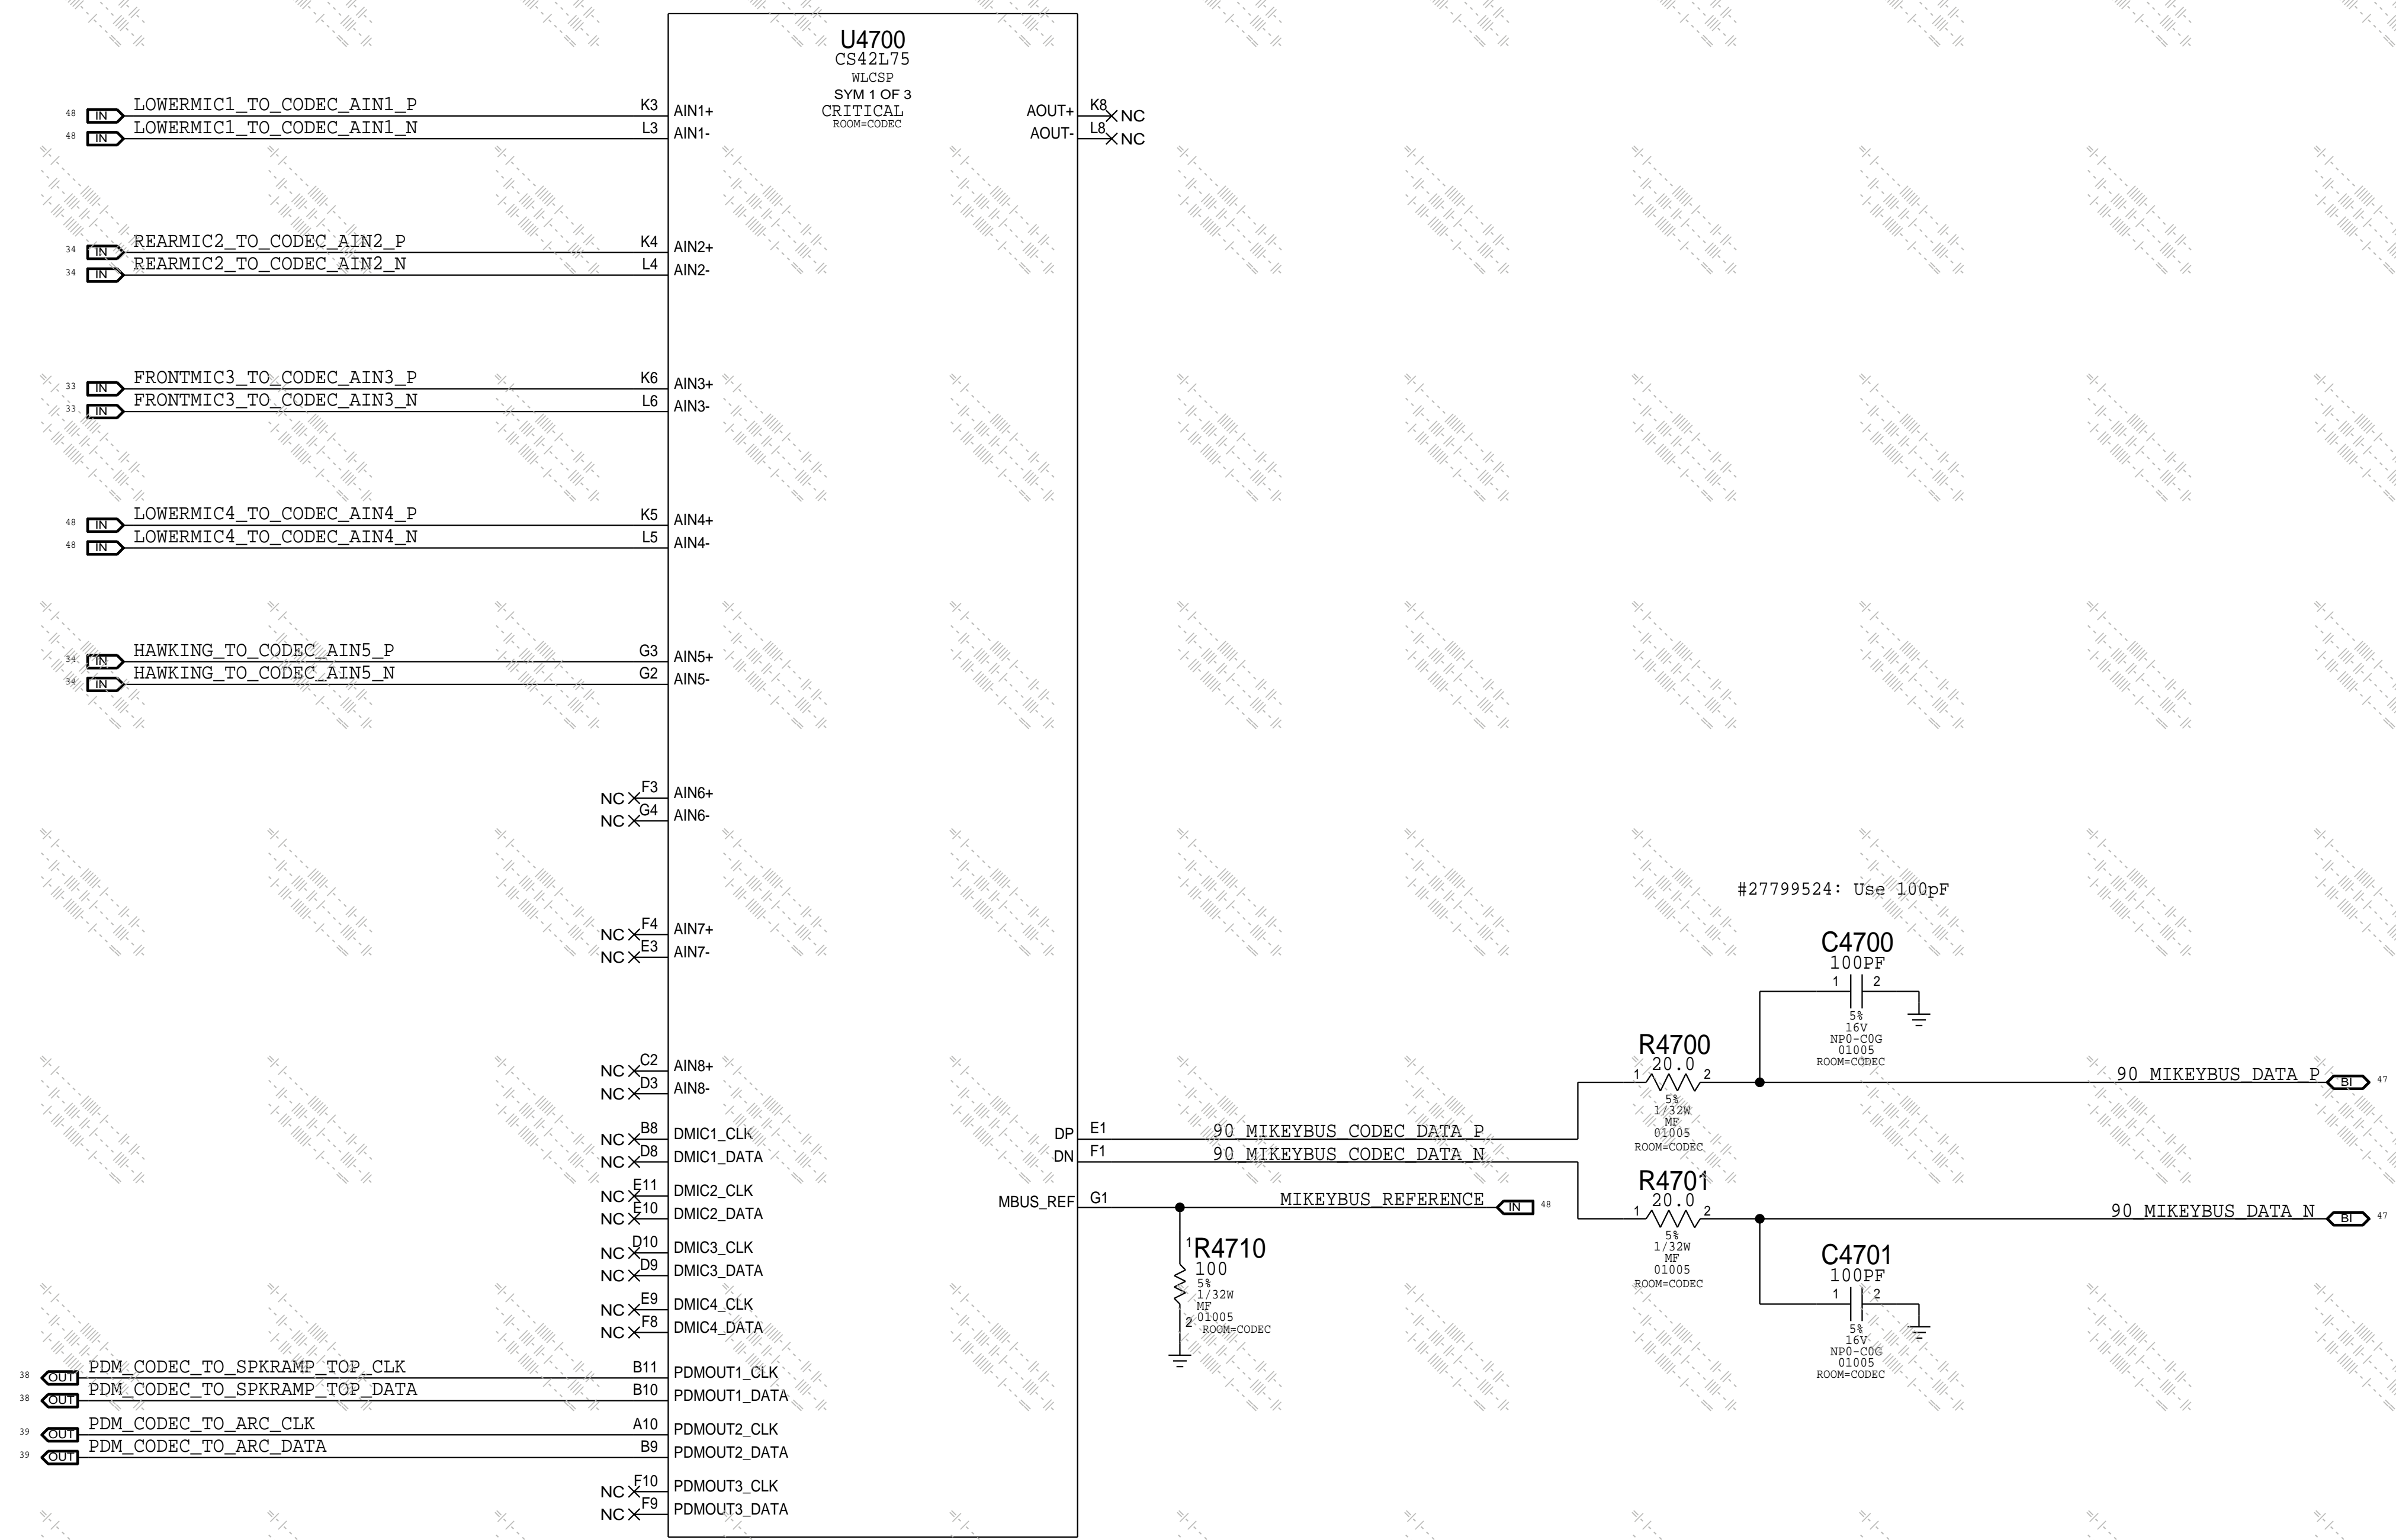 U4700
CS42L75
WLCSP
SYM 1 OF 3
CRITICAL
ROOM=CODEC
48 IN LOWERMIC1_TO_CODEC_AIN1_P K3 AIN1+
48 IN LOWERMIC1_TO_CODEC_AIN1_N L3 AIN1-
AOUT+ K8 NC
AOUT- L8 NC
34 IN REARMIC2_TO_CODEC_AIN2_P K4 AIN2+
34 IN REARMIC2_TO_CODEC_AIN2_N L4 AIN2-
33 IN FRONTMIC3_TO_CODEC_AIN3_P K6 AIN3+
33 IN FRONTMIC3_TO_CODEC_AIN3_N L6 AIN3-
48 IN LOWERMIC4_TO_CODEC_AIN4_P K5 AIN4+
48 IN LOWERMIC4_TO_CODEC_AIN4_N L5 AIN4-
34 IN HAWKING_TO_CODEC_AIN5_P G3 AIN5+
34 IN HAWKING_TO_CODEC_AIN5_N G2 AIN5-
NC F3 AIN6+
NC G4 AIN6-
NC F4 AIN7+
NC E3 AIN7-
NC C2 AIN8+
NC D3 AIN8-
NC B8 DMIC1_CLK
NC D8 DMIC1_DATA
NC E11 DMIC2_CLK
NC E10 DMIC2_DATA
NC D10 DMIC3_CLK
NC D9 DMIC3_DATA
NC E9 DMIC4_CLK
NC F8 DMIC4_DATA
38 OUT PDM_CODEC_TO_SPKRAMP_TOP_CLK B11 PDMOUT1_CLK
38 OUT PDM_CODEC_TO_SPKRAMP_TOP_DATA B10 PDMOUT1_DATA
39 OUT PDM_CODEC_TO_ARC_CLK A10 PDMOUT2_CLK
39 OUT PDM_CODEC_TO_ARC_DATA B9 PDMOUT2_DATA
NC F10 PDMOUT3_CLK
NC F9 PDMOUT3_DATA
DP E1 90_MIKEYBUS_CODEC_DATA_P
DN F1 90_MIKEYBUS_CODEC_DATA_N
MBUS_REF G1 MIKEYBUS_REFERENCE IN 48
1 R4710
100
5%
1/32W
MF
01005
2 ROOM=CODEC
#27799524: Use 100pF
C4700
100PF
1 2
5%
16V
NP0-C0G
01005
ROOM=CODEC
R4700
20.0
1 2
5%
1/32W
MF
01005
ROOM=CODEC
90_MIKEYBUS_DATA_P BI 47
R4701
20.0
1 2
5%
1/32W
MF
01005
ROOM=CODEC
90_MIKEYBUS_DATA_N BI 47
C4701
100PF
1 2
5%
16V
NP0-C0G
01005
ROOM=CODEC